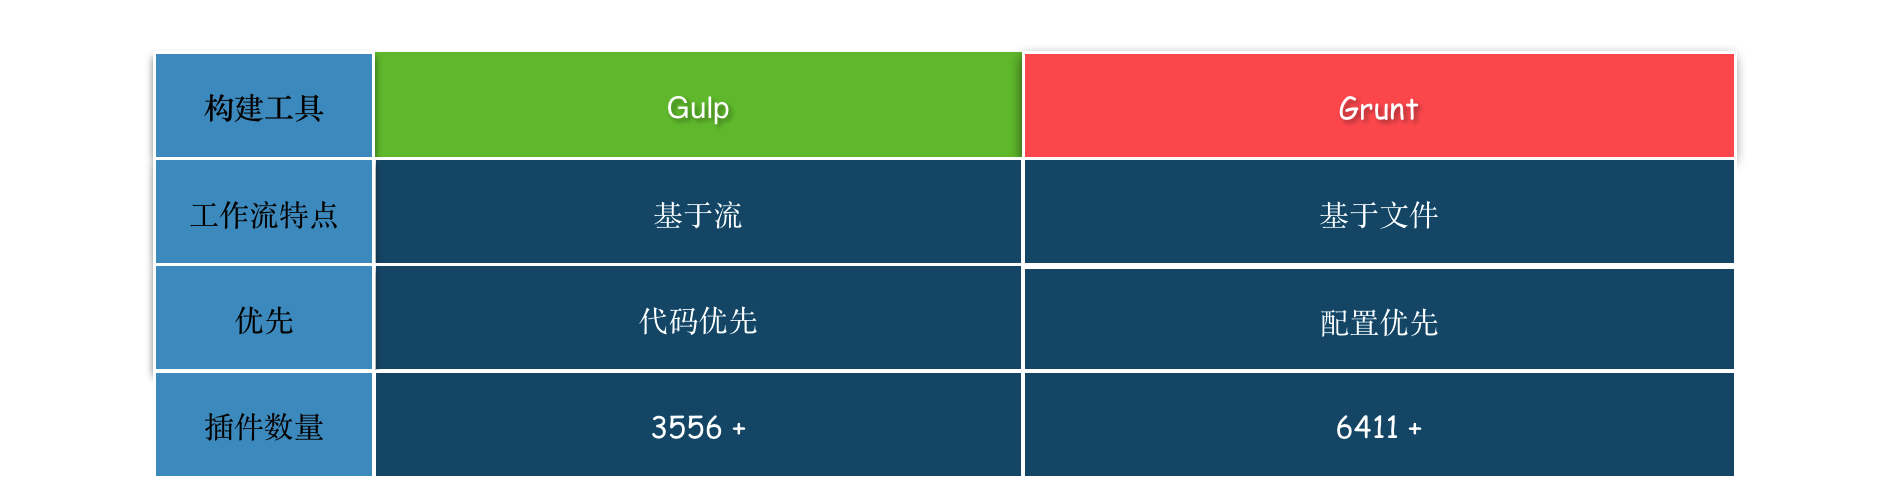 构建工具 Gulp Grunt
工作流特点 基于流 基于文件
优先 代码优先 配置优先
插件数量 3556 + 6411 +